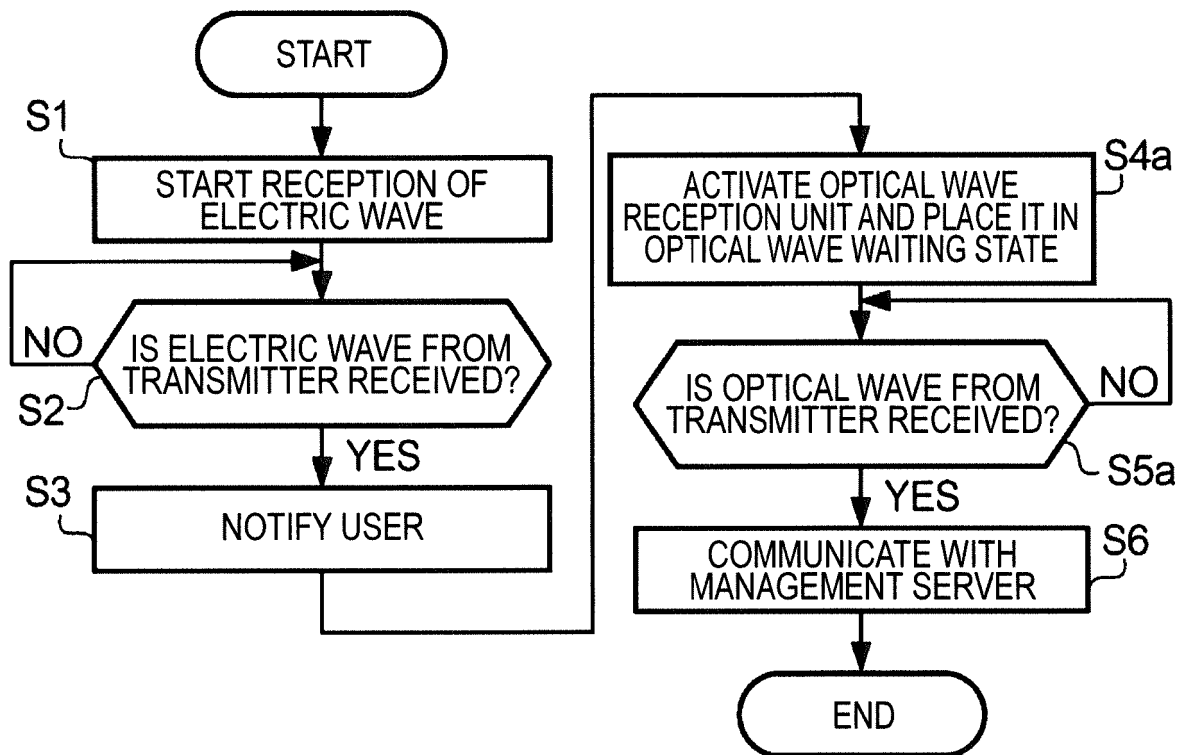 START
S1
START RECEPTION OF
ELECTRIC WAVE
NO
IS ELECTRIC WAVE FROM
TRANSMITTER RECEIVED?
S2
YES
S3
NOTIFY USER
S4a
ACTIVATE OPTICAL WAVE
RECEPTION UNIT AND PLACE IT IN
OPTICAL WAVE WAITING STATE
IS OPTICAL WAVE FROM
TRANSMITTER RECEIVED?
NO
S5a
YES
COMMUNICATE WITH
MANAGEMENT SERVER
S6
END